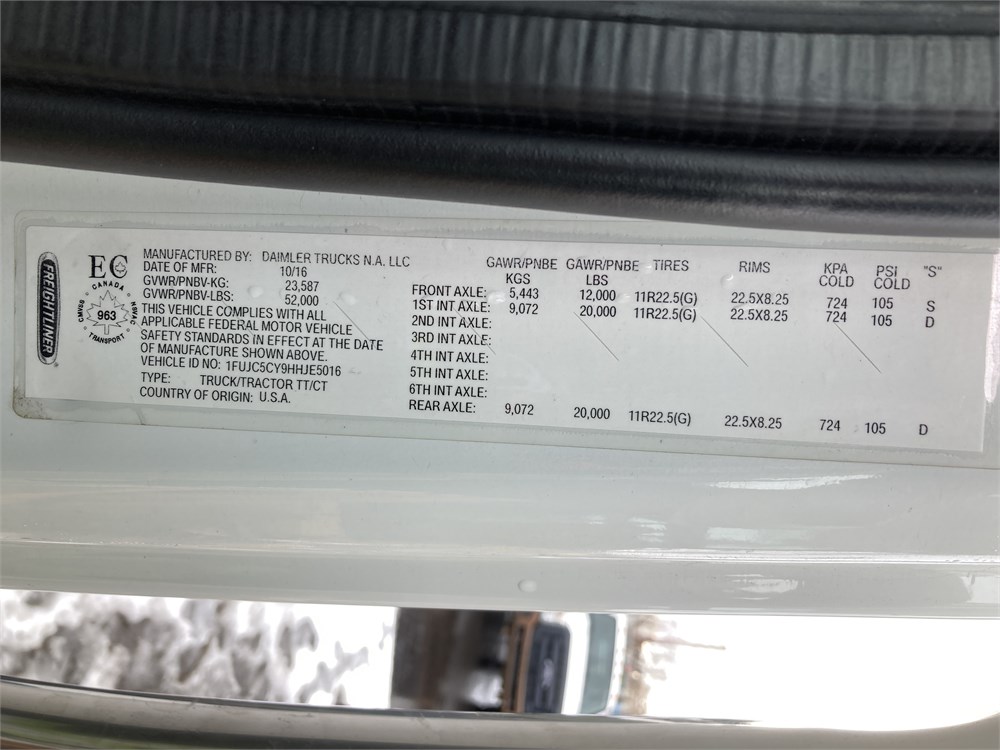 FREIGHTLINER®
EC
CANADA
CMVSS 963 NSVAC
TRANSPORT
MANUFACTURED BY: DAIMLER TRUCKS N.A. LLC
DATE OF MFR: 10/16
GVWR/PNBV-KG: 23,587
GVWR/PNBV-LBS: 52,000
THIS VEHICLE COMPLIES WITH ALL
APPLICABLE FEDERAL MOTOR VEHICLE
SAFETY STANDARDS IN EFFECT AT THE DATE
OF MANUFACTURE SHOWN ABOVE.
VEHICLE ID NO: 1FUJC5CY9HHJE5016
TYPE: TRUCK/TRACTOR TT/CT
COUNTRY OF ORIGIN: U.S.A.
GAWR/PNBE KGS GAWR/PNBE LBS TIRES RIMS KPA COLD PSI COLD "S"
FRONT AXLE: 5,443 12,000 11R22.5(G) 22.5X8.25 724 105 S
1ST INT AXLE: 9,072 20,000 11R22.5(G) 22.5X8.25 724 105 D
2ND INT AXLE:
3RD INT AXLE:
4TH INT AXLE:
5TH INT AXLE:
6TH INT AXLE:
REAR AXLE: 9,072 20,000 11R22.5(G) 22.5X8.25 724 105 D